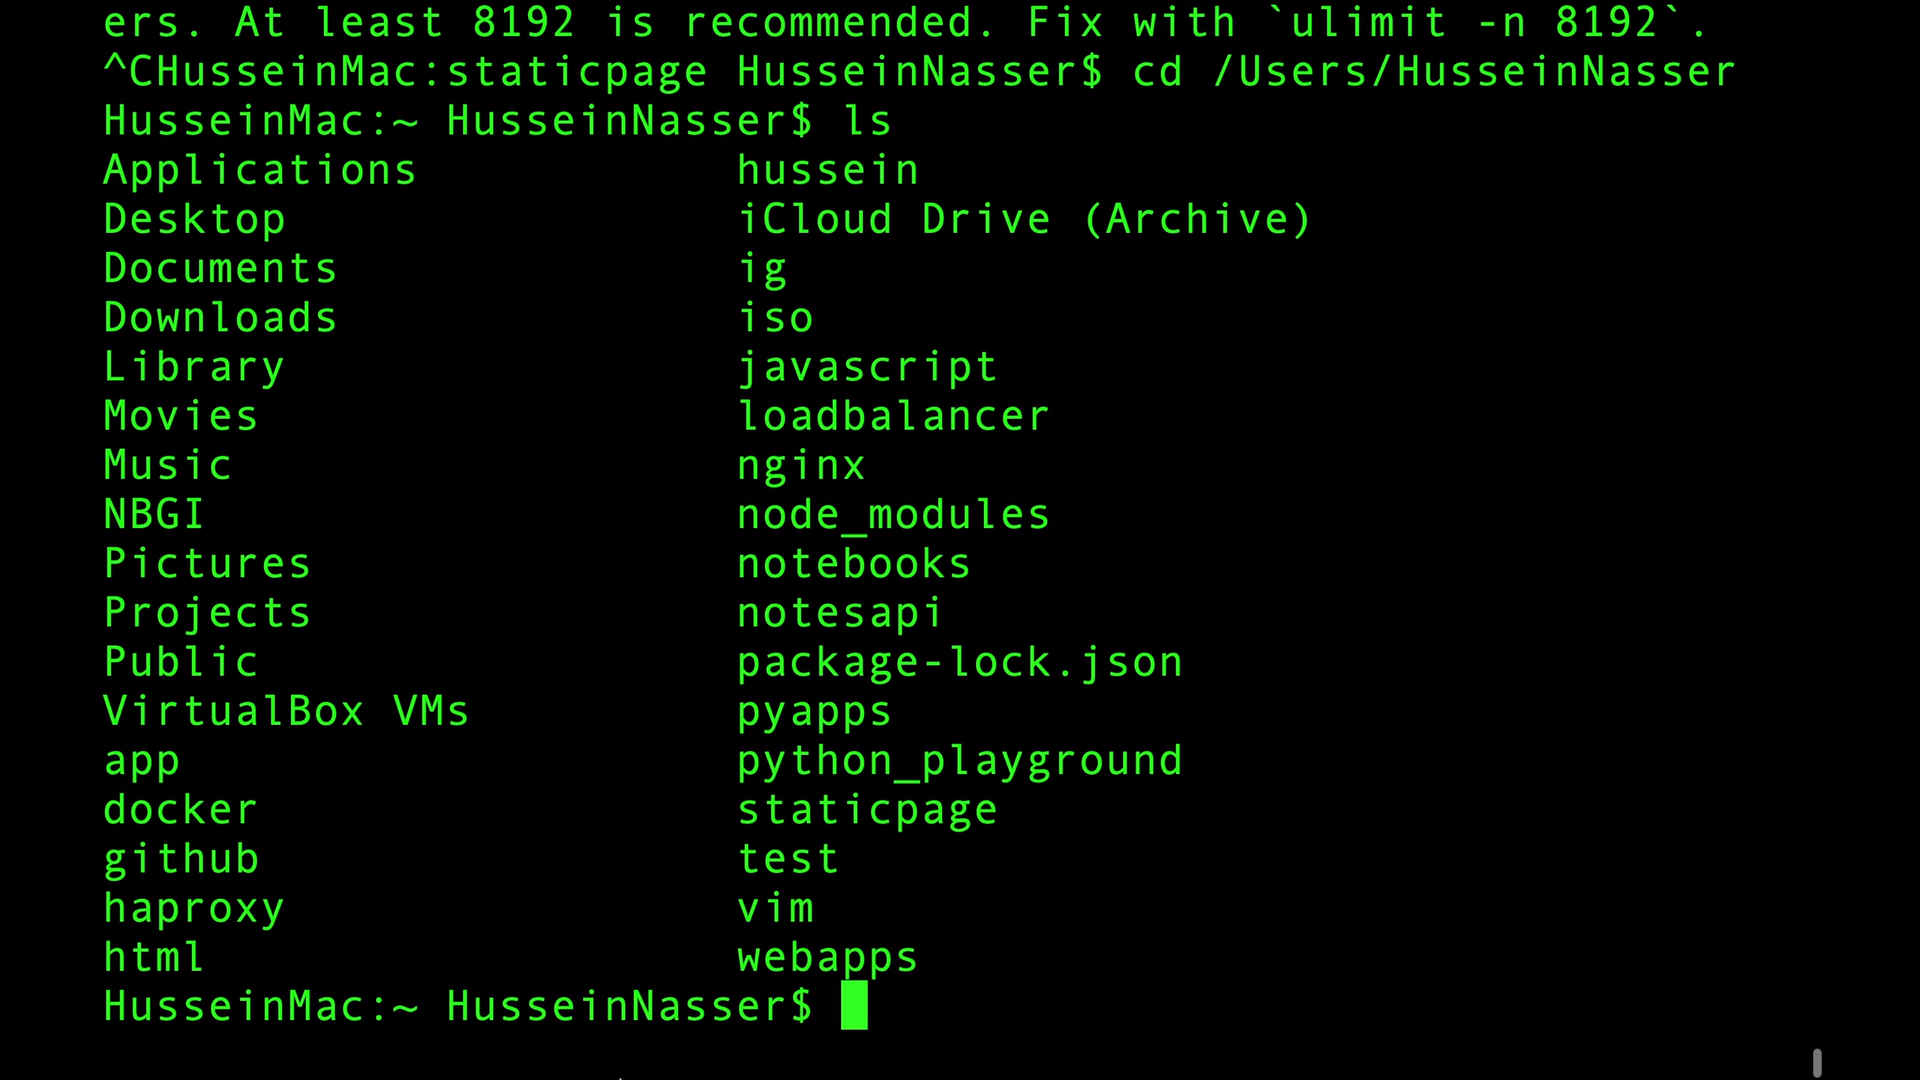 ers. At least 8192 is recommended. Fix with `ulimit -n 8192`.
^CHusseinMac:staticpage HusseinNasser$ cd /Users/HusseinNasser
HusseinMac:~ HusseinNasser$ ls
Applications hussein
Desktop iCloud Drive (Archive)
Documents ig
Downloads iso
Library javascript
Movies loadbalancer
Music nginx
NBGI node_modules
Pictures notebooks
Projects notesapi
Public package-lock.json
VirtualBox VMs pyapps
app python_playground
docker staticpage
github test
haproxy vim
html webapps
HusseinMac:~ HusseinNasser$